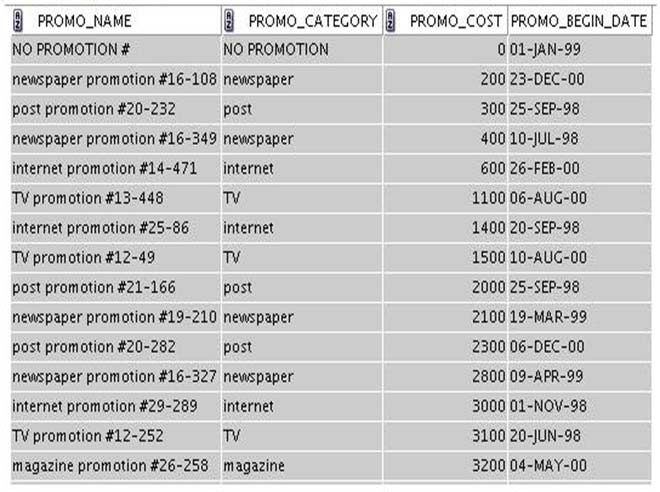 PROMO_NAME PROMO_CATEGORY PROMO_COST PROMO_BEGIN_DATE
NO PROMOTION # NO PROMOTION 0 01-JAN-99
newspaper promotion #16-108 newspaper 200 23-DEC-00
post promotion #20-232 post 300 25-SEP-98
newspaper promotion #16-349 newspaper 400 10-JUL-98
internet promotion #14-471 internet 600 26-FEB-00
TV promotion #13-448 TV 1100 06-AUG-00
internet promotion #25-86 internet 1400 20-SEP-98
TV promotion #12-49 TV 1500 10-AUG-00
post promotion #21-166 post 2000 25-SEP-98
newspaper promotion #19-210 newspaper 2100 19-MAR-99
post promotion #20-282 post 2300 06-DEC-00
newspaper promotion #16-327 newspaper 2800 09-APR-99
internet promotion #29-289 internet 3000 01-NOV-98
TV promotion #12-252 TV 3100 20-JUN-98
magazine promotion #26-258 magazine 3200 04-MAY-00